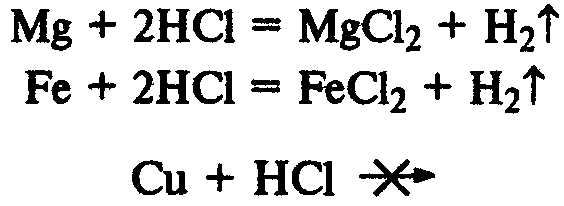 Mg + 2HCl = MgCl₂ + H₂↑
Fe + 2HCl = FeCl₂ + H₂↑
Cu + HCl ↛